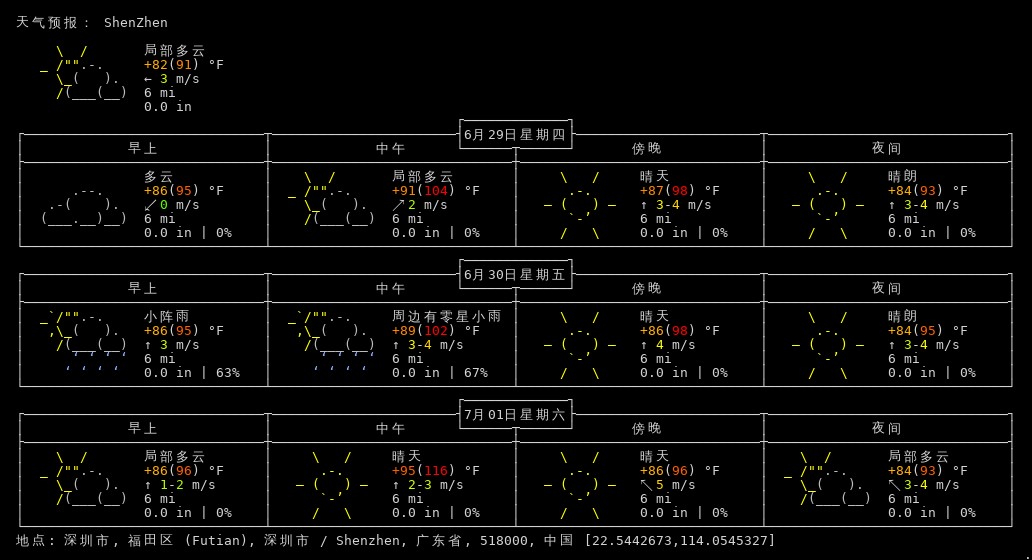 天气预报： ShenZhen
局部多云
+82(91) °F
← 3 m/s
6 mi
0.0 in
6月29日星期四
早上 中午 傍晚 夜间
多云 局部多云 晴天 晴朗
+86(95) °F +91(104) °F +87(98) °F +84(93) °F
↙ 0 m/s ↗ 2 m/s ↑ 3-4 m/s ↑ 3-4 m/s
6 mi 6 mi 6 mi 6 mi
0.0 in | 0% 0.0 in | 0% 0.0 in | 0% 0.0 in | 0%
6月30日星期五
早上 中午 傍晚 夜间
小阵雨 周边有零星小雨 晴天 晴朗
+86(95) °F +89(102) °F +86(98) °F +84(95) °F
↑ 3 m/s ↑ 3-4 m/s ↑ 4 m/s ↑ 3-4 m/s
6 mi 6 mi 6 mi 6 mi
0.0 in | 63% 0.0 in | 67% 0.0 in | 0% 0.0 in | 0%
7月01日星期六
早上 中午 傍晚 夜间
局部多云 晴天 晴天 局部多云
+86(96) °F +95(116) °F +86(96) °F +84(93) °F
↑ 1-2 m/s ↑ 2-3 m/s ↖ 5 m/s ↖ 3-4 m/s
6 mi 6 mi 6 mi 6 mi
0.0 in | 0% 0.0 in | 0% 0.0 in | 0% 0.0 in | 0%
地点: 深圳市, 福田区 (Futian), 深圳市 / Shenzhen, 广东省, 518000, 中国 [22.5442673,114.0545327]